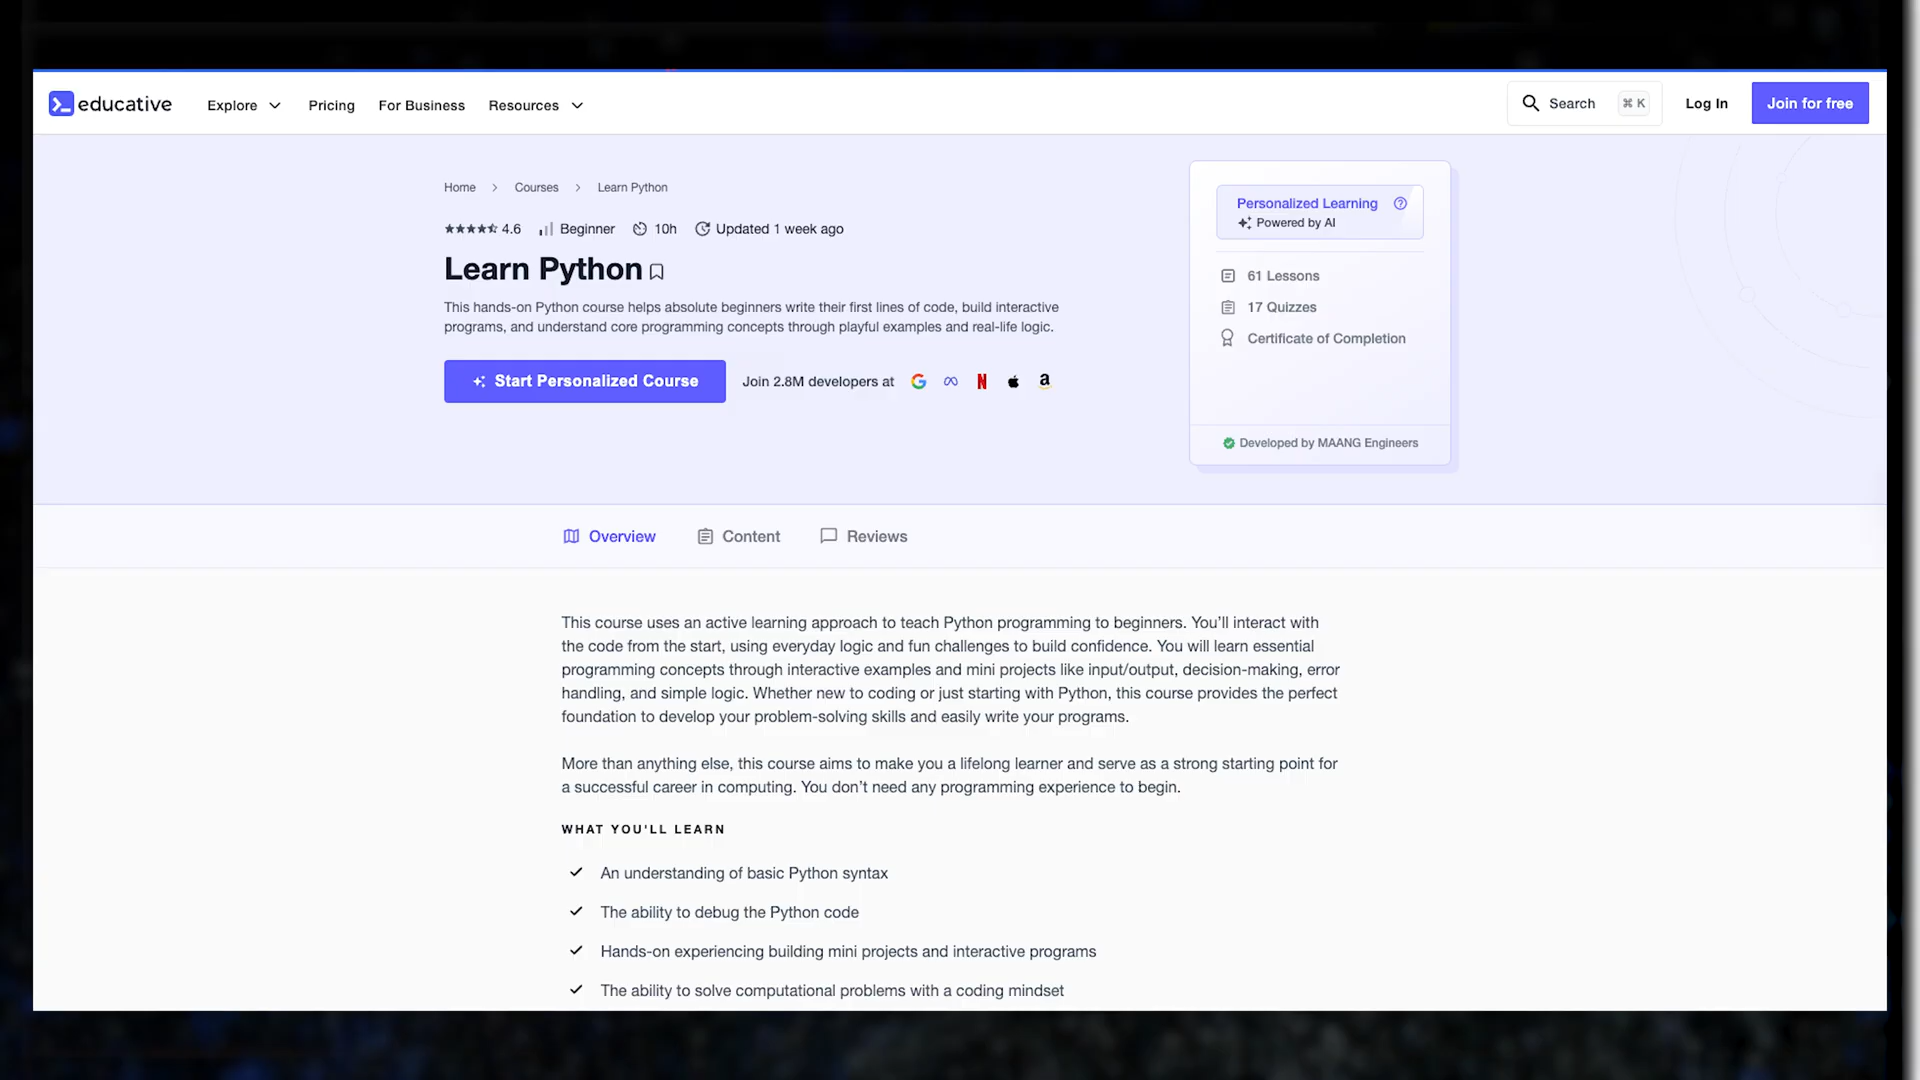 educative
Explore
Pricing
For Business
Resources
Search
⌘ K
Log In
Join for free
Home > Courses > Learn Python
4.6 Beginner 10h Updated 1 week ago
Learn Python
This hands-on Python course helps absolute beginners write their first lines of code, build interactive
programs, and understand core programming concepts through playful examples and real-life logic.
Start Personalized Course
Join 2.8M developers at
Personalized Learning
Powered by AI
61 Lessons
17 Quizzes
Certificate of Completion
Developed by MAANG Engineers
Overview
Content
Reviews
This course uses an active learning approach to teach Python programming to beginners. You’ll interact with
the code from the start, using everyday logic and fun challenges to build confidence. You will learn essential
programming concepts through interactive examples and mini projects like input/output, decision-making, error
handling, and simple logic. Whether new to coding or just starting with Python, this course provides the perfect
foundation to develop your problem-solving skills and easily write your programs.
More than anything else, this course aims to make you a lifelong learner and serve as a strong starting point for
a successful career in computing. You don’t need any programming experience to begin.
WHAT YOU'LL LEARN
An understanding of basic Python syntax
The ability to debug the Python code
Hands-on experiencing building mini projects and interactive programs
The ability to solve computational problems with a coding mindset